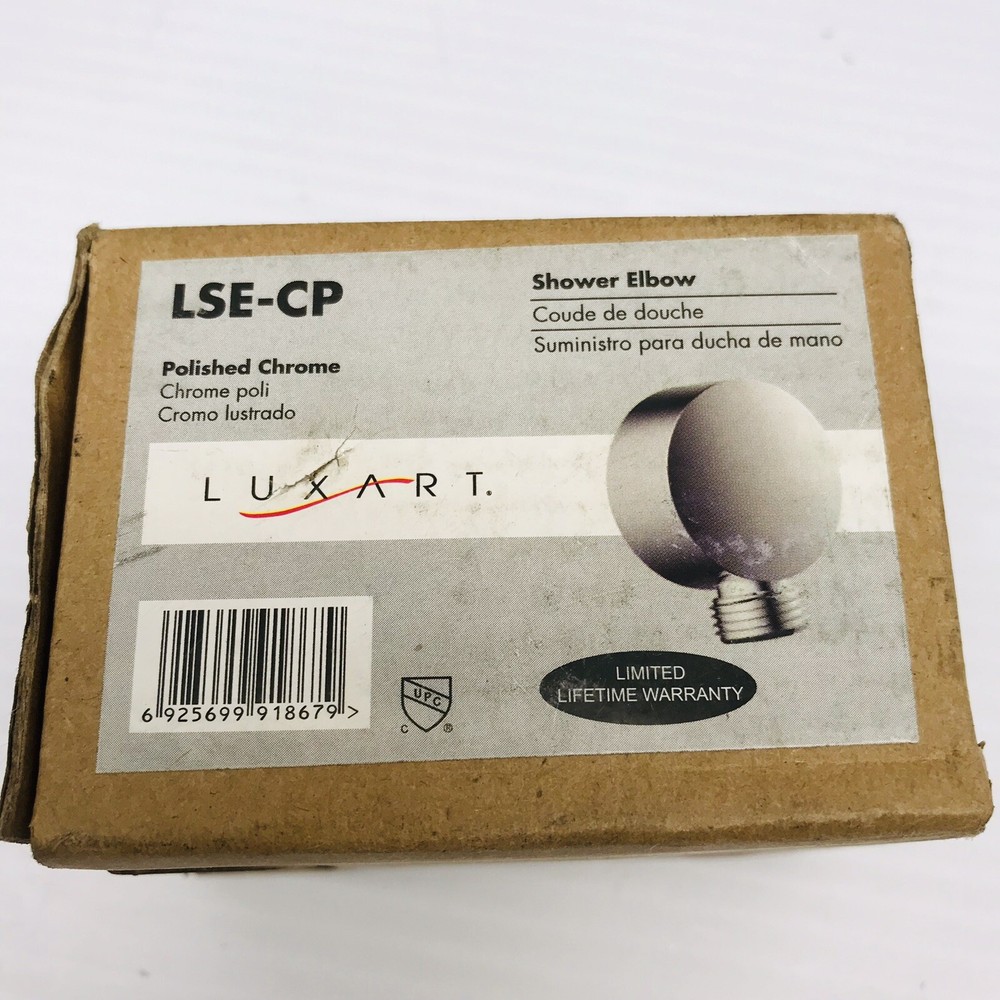 LSE-CP
Polished Chrome
Chrome poli
Cromo lustrado
Shower Elbow
Coude de douche
Suministro para ducha de mano
LUXART.
6 925699 918679 >
UPC
C ®
LIMITED
LIFETIME WARRANTY